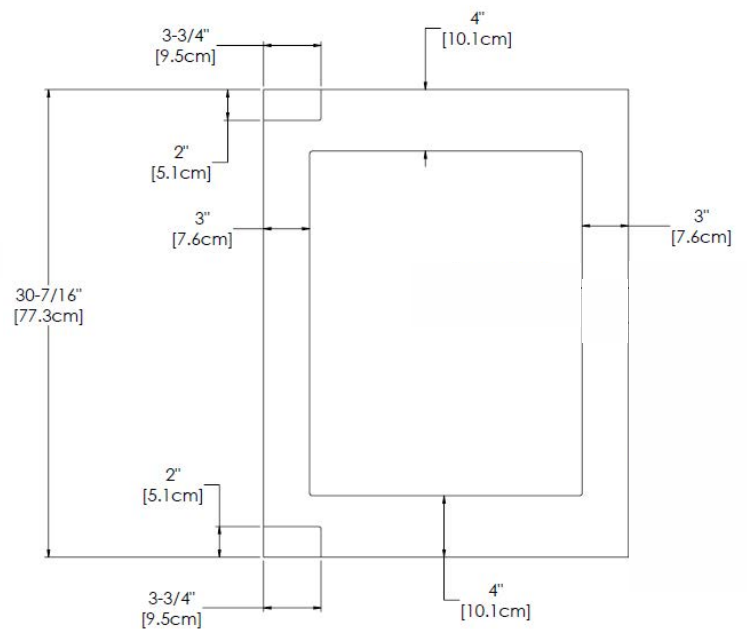 4"
[10.1cm]
3-3/4"
[9.5cm]
2"
[5.1cm]
3"
[7.6cm]
3"
[7.6cm]
30-7/16"
[77.3cm]
2"
[5.1cm]
3-3/4"
[9.5cm]
4"
[10.1cm]